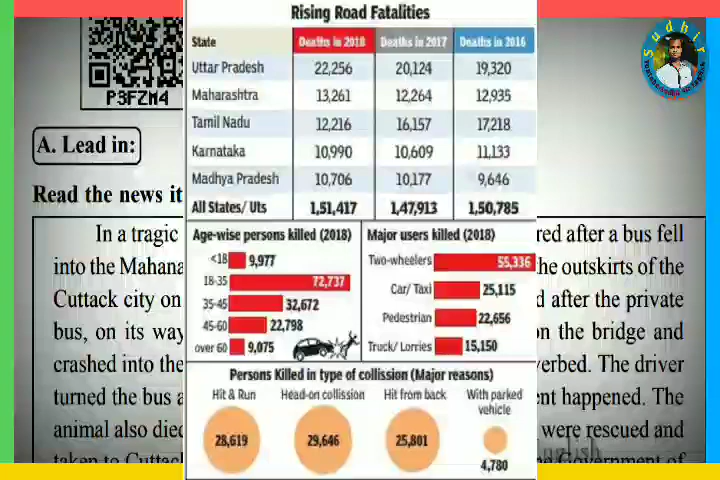 P3FZM4
A. Lead in:
Read the news it
In a tragic
into the Mahana
Cuttack city on
bus, on its way
crashed into the
turned the bus a
animal also died
taken to Cuttac
Rising Road Fatalities
State Deaths in 2018 Deaths in 2017 Deaths in 2016
Uttar Pradesh 22,256 20,124 19,320
Maharashtra 13,261 12,264 12,935
Tamil Nadu 12,216 16,157 17,218
Karnataka 10,990 10,609 11,133
Madhya Pradesh 10,706 10,177 9,646
All States/ Uts 1,51,417 1,47,913 1,50,785
Age-wise persons killed (2018)
<18 9,977
18-35 72,737
35-45 32,672
45-60 22,798
over 60 9,075
Major users killed (2018)
Two-wheelers 55,336
Car/ Taxi 25,115
Pedestrian 22,656
Truck/ Lorries 15,150
Persons Killed in type of collission (Major reasons)
Hit & Run Head-on collission Hit from back With parked
vehicle
28,619 29,646 25,801
4,780
Sudhir
red after a bus fell
he outskirts of the
d after the private
on the bridge and
verbed. The driver
ent happened. The
were rescued and
Government of